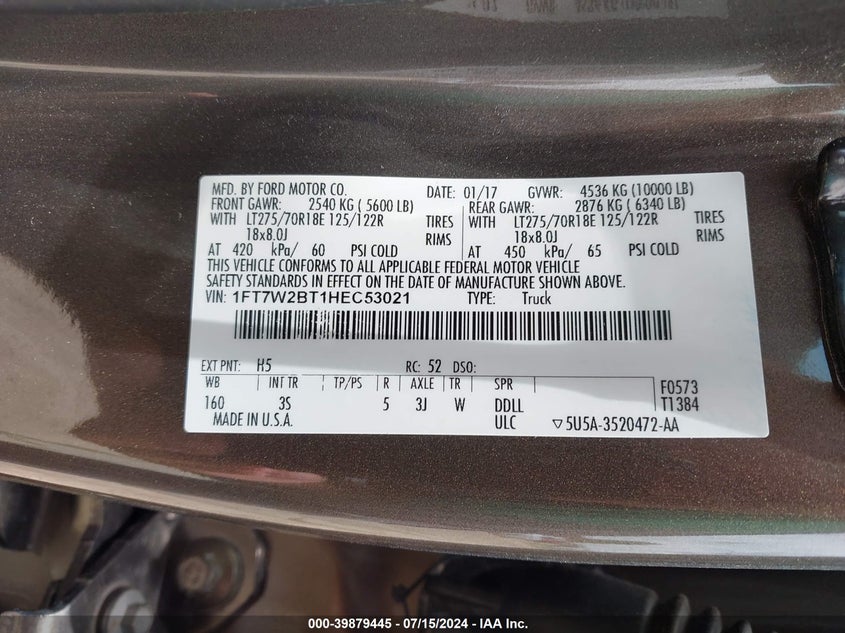 MFD. BY FORD MOTOR CO. DATE: 01/17 GVWR: 4536 KG (10000 LB)
FRONT GAWR: 2540 KG ( 5600 LB) REAR GAWR: 2876 KG ( 6340 LB)
WITH LT275/70R18E 125/122R TIRES WITH LT275/70R18E 125/122R TIRES
18x8.0J RIMS 18x8.0J RIMS
AT 420 kPa/ 60 PSI COLD AT 450 kPa/ 65 PSI COLD
THIS VEHICLE CONFORMS TO ALL APPLICABLE FEDERAL MOTOR VEHICLE
SAFETY STANDARDS IN EFFECT ON THE DATE OF MANUFACTURE SHOWN ABOVE.
VIN: 1FT7W2BT1HEC53021 TYPE: Truck
EXT PNT: H5 RC: 52 DSO:
WB INT TR TP/PS R AXLE TR SPR F0573
160 3S 5 3J W DDLL T1384
MADE IN U.S.A. ULC ▽5U5A-3520472-AA
000-39879445 - 07/15/2024 - IAA Inc.